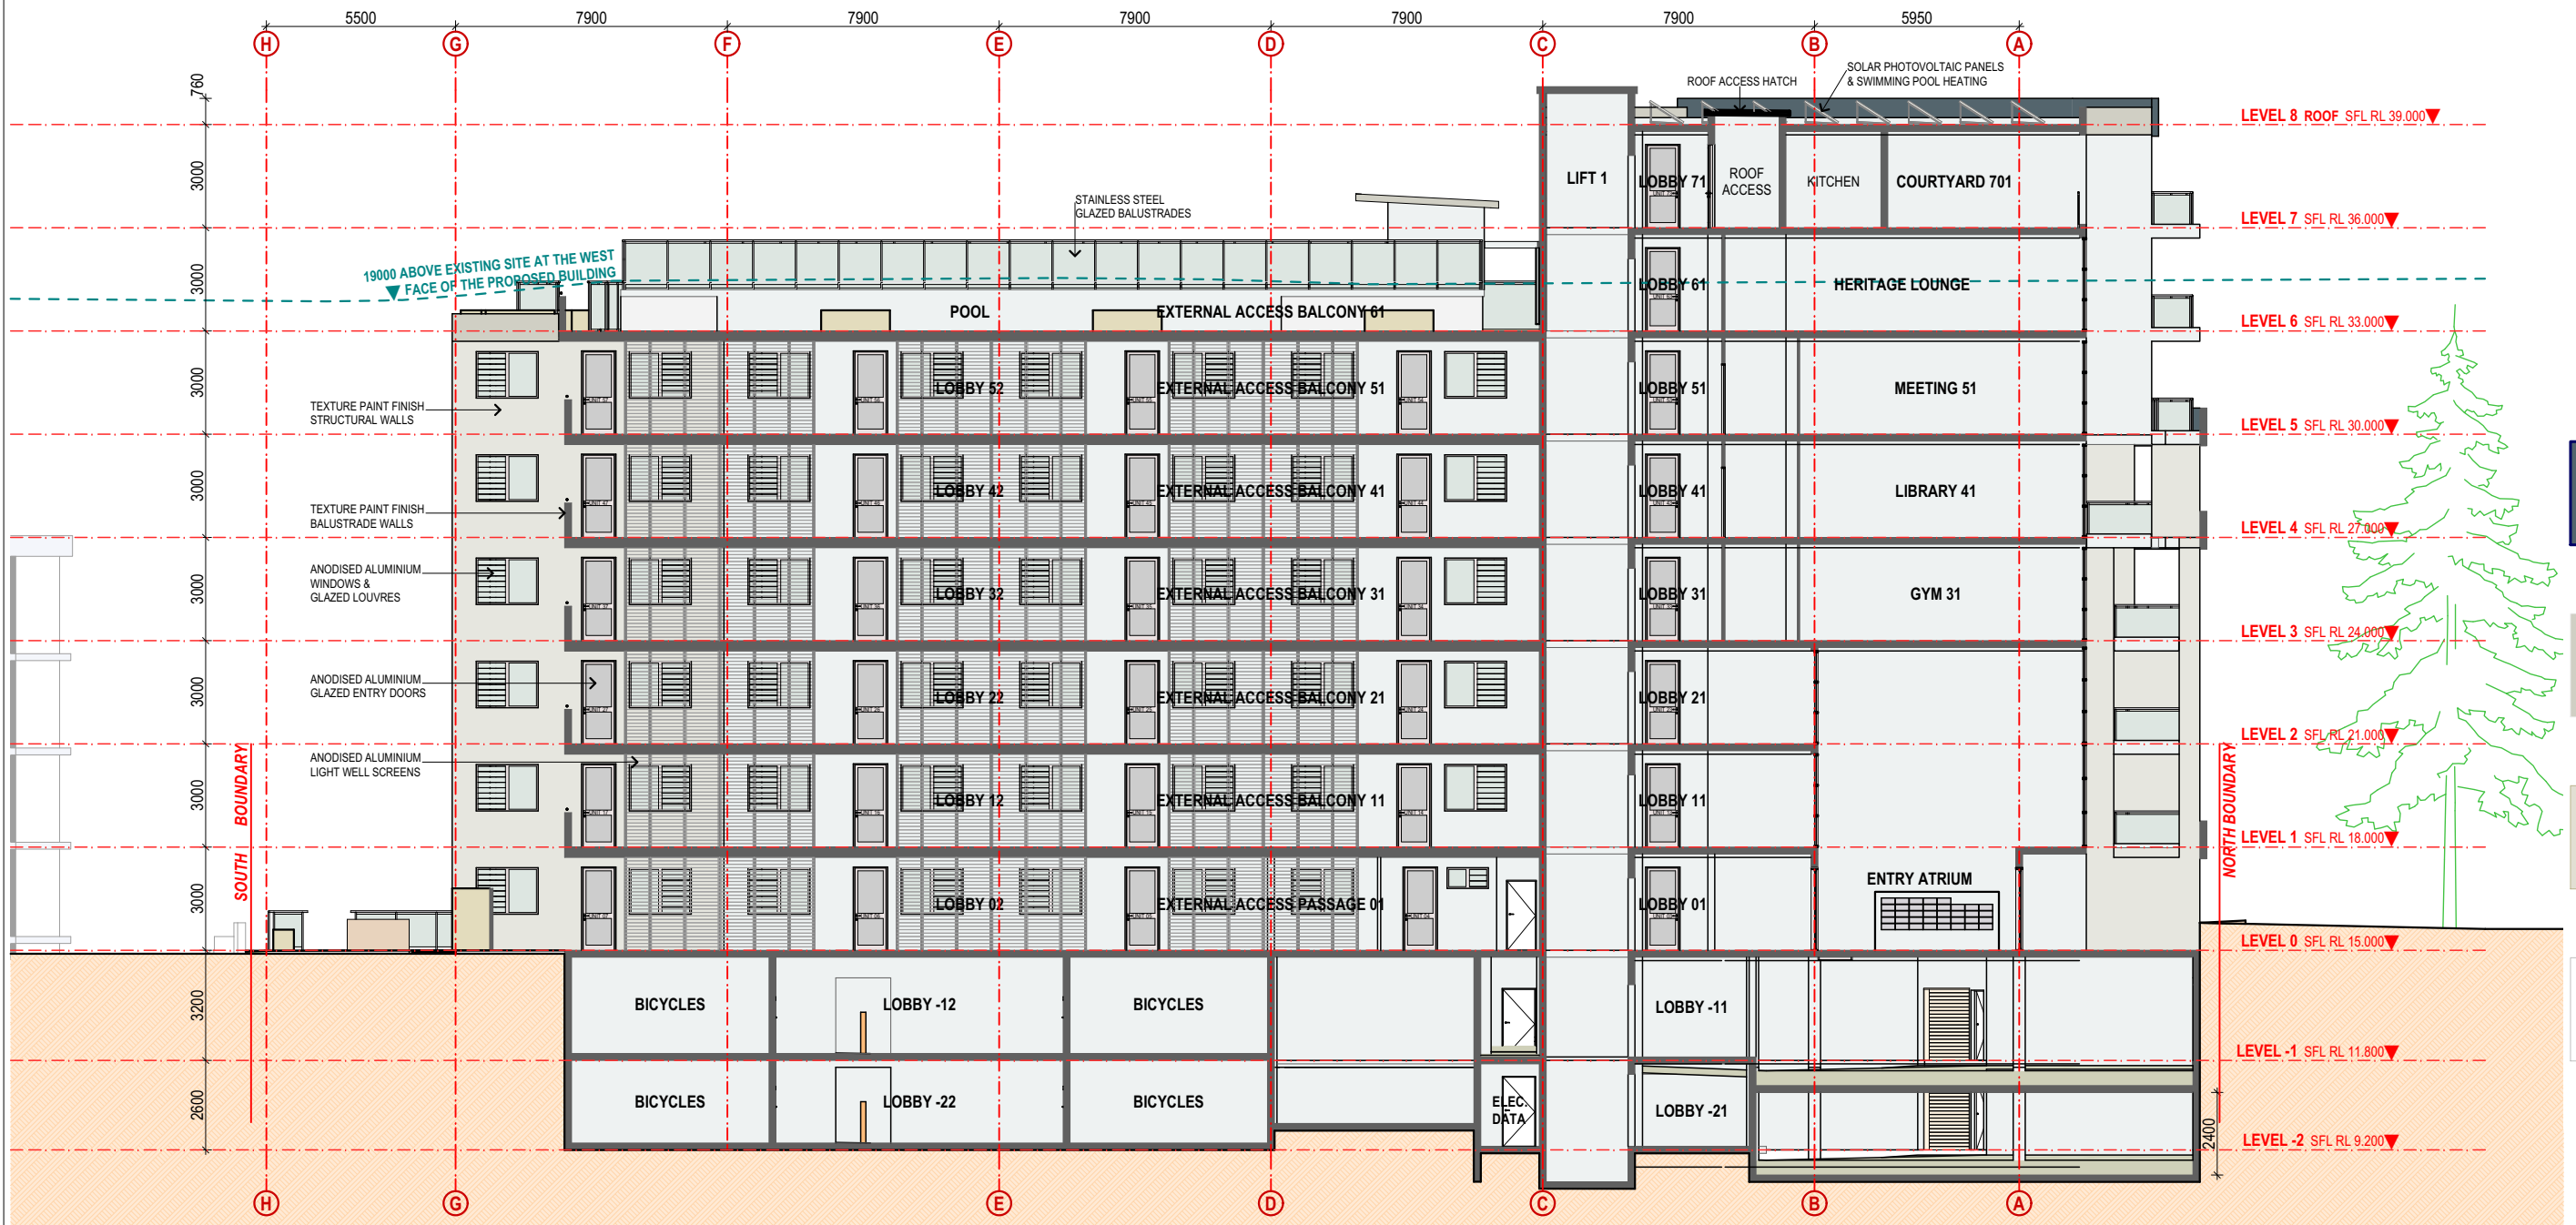 5500 7900 7900 7900 7900 7900 5950
H G F E D C B A
SOLAR PHOTOVOLTAIC PANELS
& SWIMMING POOL HEATING
ROOF ACCESS HATCH
760
LEVEL 8 ROOF SFL RL 39.000
3000
LIFT 1
LOBBY 71
ROOF
ACCESS
KITCHEN
COURTYARD 701
STAINLESS STEEL
GLAZED BALUSTRADES
LEVEL 7 SFL RL 36.000
19000 ABOVE EXISTING SITE AT THE WEST
FACE OF THE PROPOSED BUILDING
3000
POOL
EXTERNAL ACCESS BALCONY 61
LOBBY 61
HERITAGE LOUNGE
LEVEL 6 SFL RL 33.000
3000
TEXTURE PAINT FINISH
STRUCTURAL WALLS
LOBBY 52
EXTERNAL ACCESS BALCONY 51
LOBBY 51
MEETING 51
LEVEL 5 SFL RL 30.000
3000
TEXTURE PAINT FINISH
BALUSTRADE WALLS
LOBBY 42
EXTERNAL ACCESS BALCONY 41
LOBBY 41
LIBRARY 41
LEVEL 4 SFL RL 27.000
3000
ANODISED ALUMINIUM
WINDOWS &
GLAZED LOUVRES
LOBBY 32
EXTERNAL ACCESS BALCONY 31
LOBBY 31
GYM 31
LEVEL 3 SFL RL 24.000
3000
ANODISED ALUMINIUM
GLAZED ENTRY DOORS
LOBBY 22
EXTERNAL ACCESS BALCONY 21
LOBBY 21
LEVEL 2 SFL RL 21.000
3000
ANODISED ALUMINIUM
LIGHT WELL SCREENS
LOBBY 12
EXTERNAL ACCESS BALCONY 11
LOBBY 11
LEVEL 1 SFL RL 18.000
SOUTH BOUNDARY
NORTH BOUNDARY
3000
LOBBY 02
EXTERNAL ACCESS PASSAGE 01
LOBBY 01
ENTRY ATRIUM
LEVEL 0 SFL RL 15.000
3200
BICYCLES
LOBBY -12
BICYCLES
LOBBY -11
LEVEL -1 SFL RL 11.800
2600
BICYCLES
LOBBY -22
BICYCLES
ELEC.
DATA
LOBBY -21
2400
LEVEL -2 SFL RL 9.200
H G E D C B A